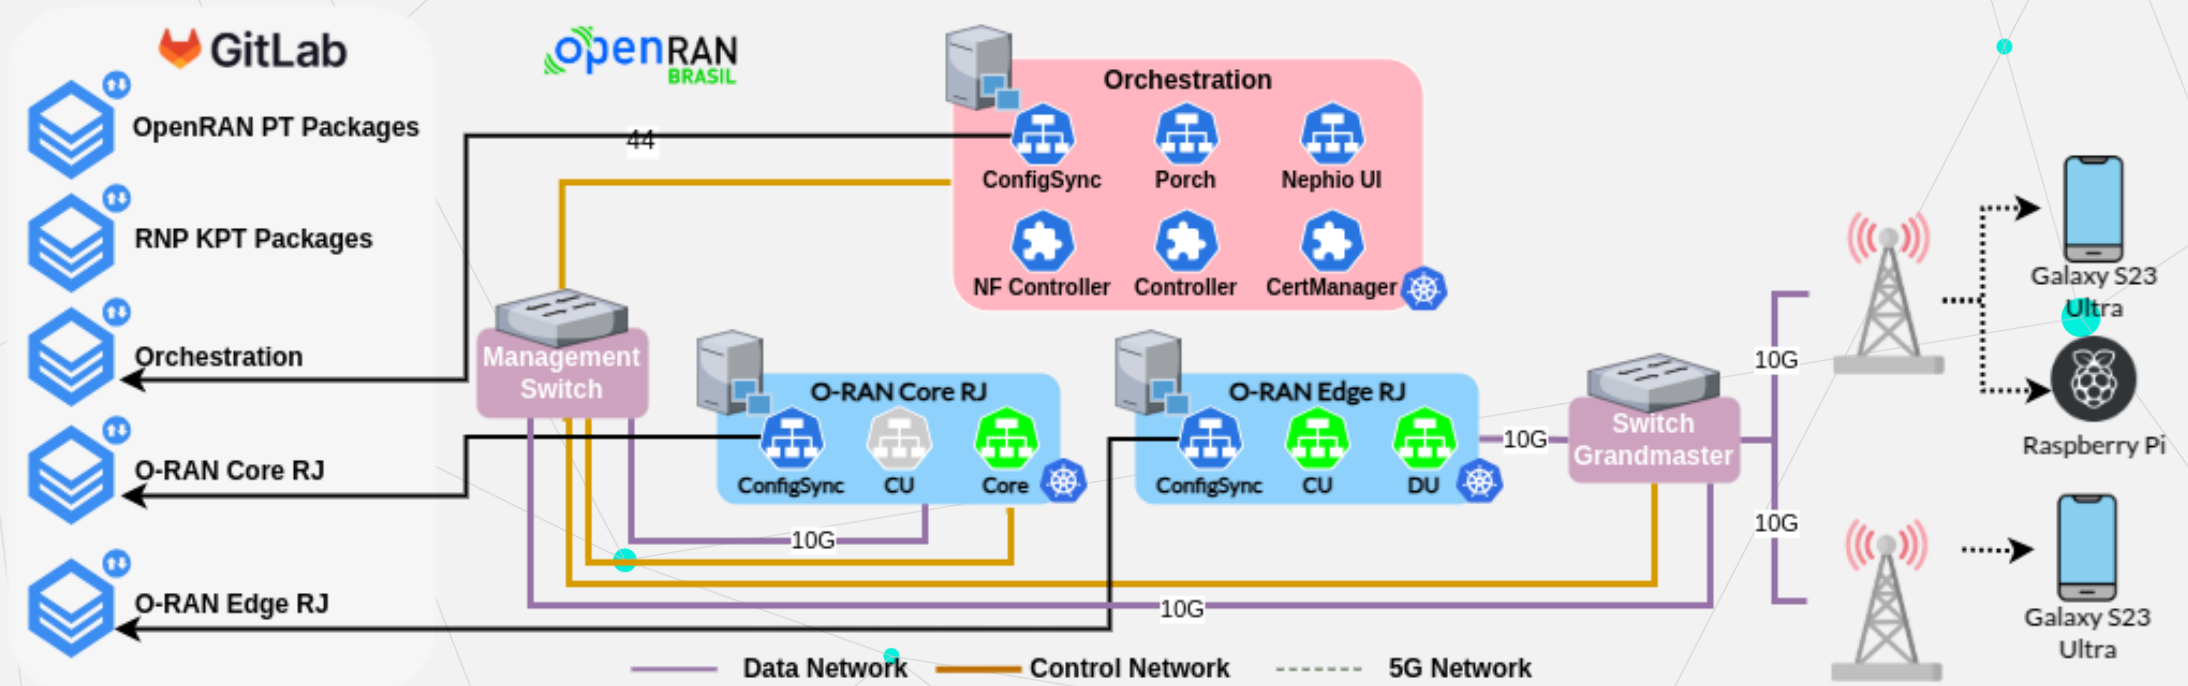 GitLab
openRAN
BRASIL
OpenRAN PT Packages
RNP KPT Packages
Orchestration
O-RAN Core RJ
O-RAN Edge RJ
44
Orchestration
ConfigSync
Porch
Nephio UI
NF Controller
Controller
CertManager
Management
Switch
O-RAN Core RJ
ConfigSync
CU
Core
O-RAN Edge RJ
ConfigSync
CU
DU
10G
Switch
Grandmaster
10G
10G
10G
10G
Galaxy S23
Ultra
Raspberry Pi
Galaxy S23
Ultra
Data Network
Control Network
5G Network